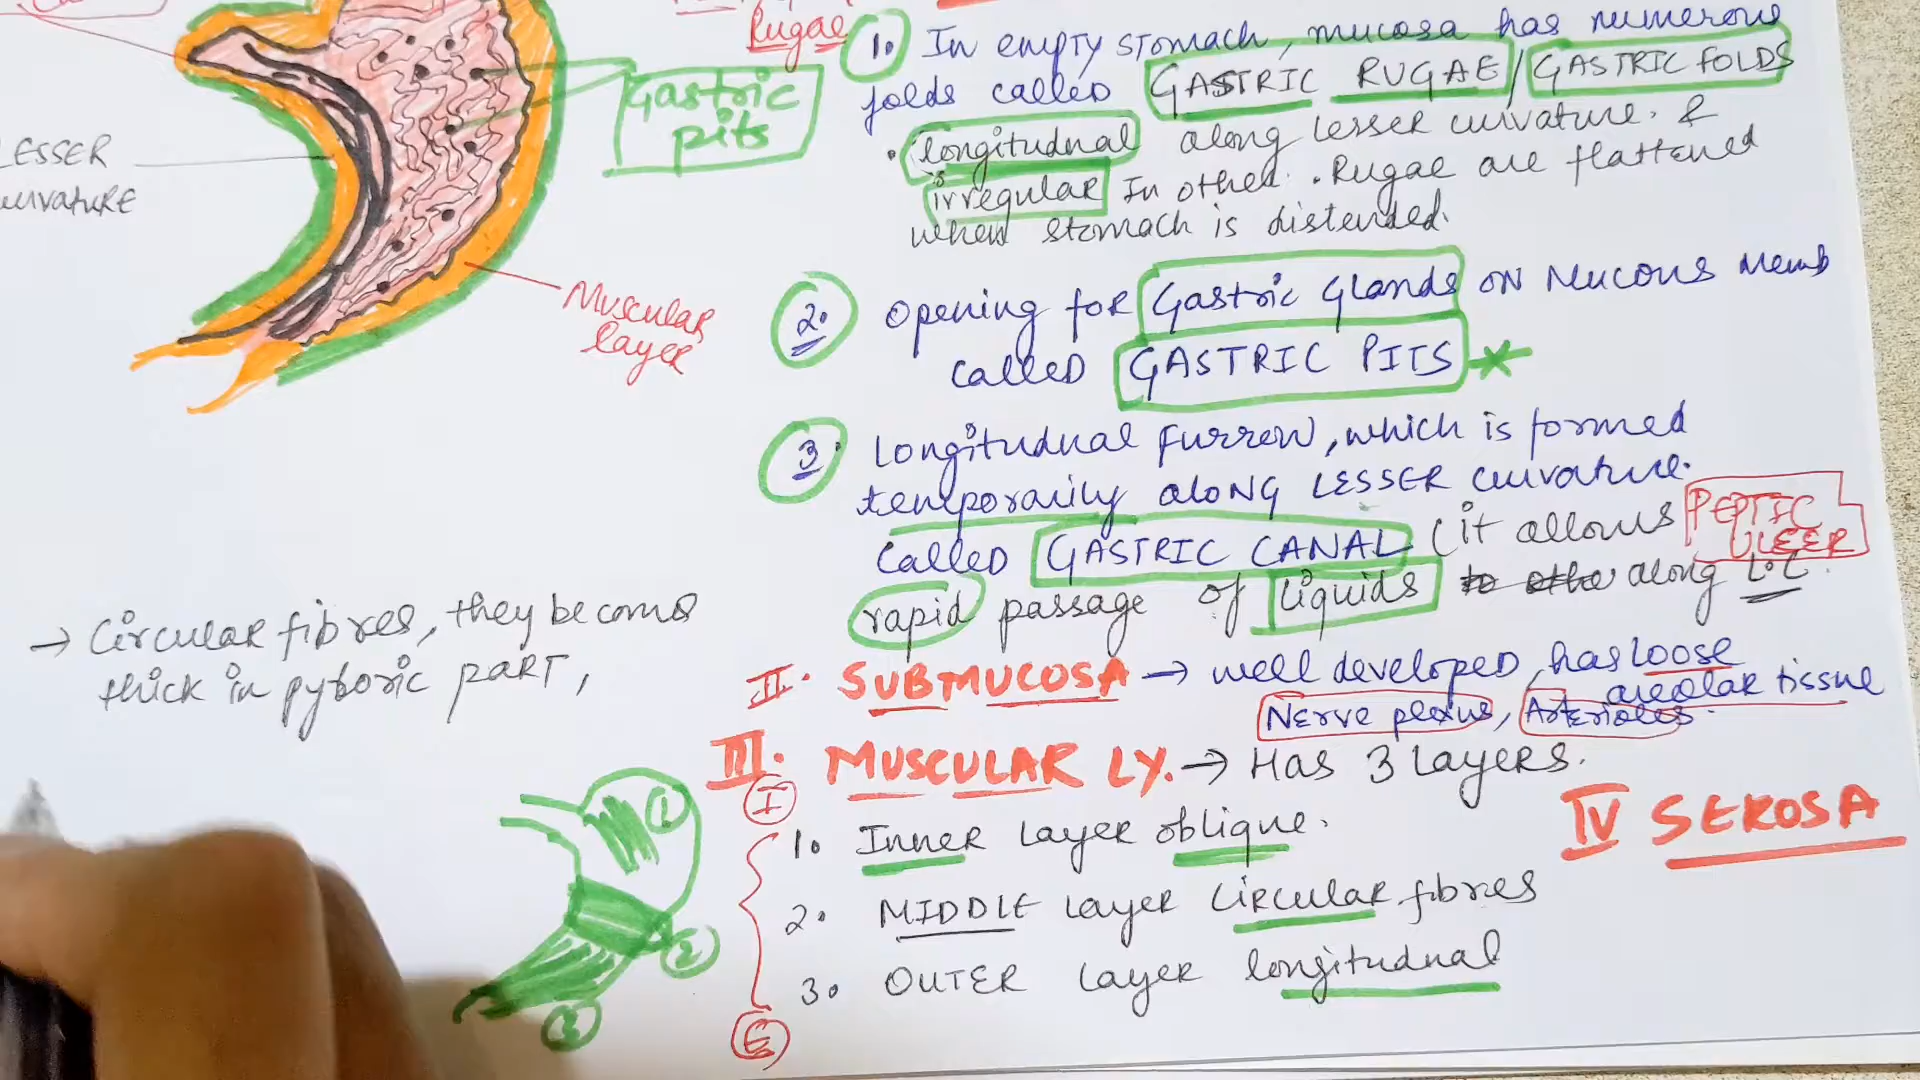 Rugae
Gastric
pits
LESSER
curvature
Muscular
layer
1. In empty stomach, mucosa has numerous
folds called GASTRIC RUGAE / GASTRIC FOLDS
• longitudnal along lesser curvature. &
irregular In other. • Rugae are flattened
when stomach is distended.
2. Opening for Gastric Glands ON Mucous Memb
called GASTRIC PITS
3. Longitudnal Furrow, which is formed
temporarily along LESSER curvature.
called GASTRIC CANAL (it allows PEPTIC
ULCER
rapid passage of liquids along L.C.
II. SUBMUCOSA → well developed, has loose
areolar tissue
Nerve plexus, Arterioles.
III. MUSCULAR LY. → Has 3 layers.
I
1. Inner layer oblique.
2. MIDDLE layer Circular fibres
3. OUTER layer longitudnal
E
IV SEROSA
→ Circular fibres, they become
thick in pyloric part,
1
2
3